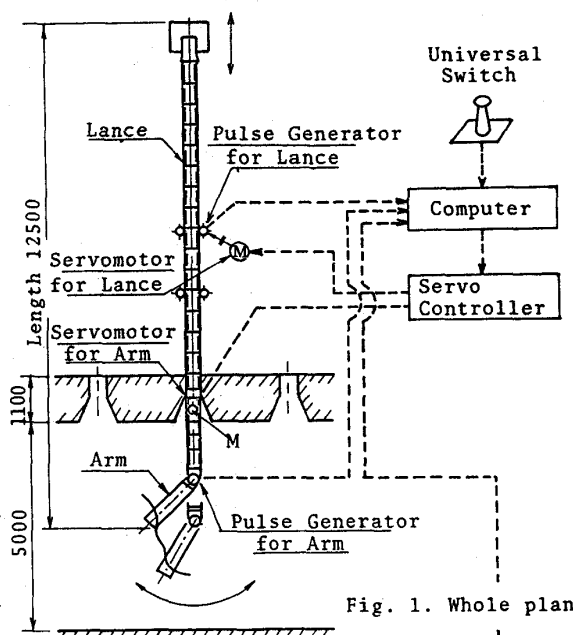 Universal
Switch
Lance
Pulse Generator
for Lance
Computer
M
Servomotor
for Lance
Servo
Controller
Length 12500
Servomotor
for Arm
1100
M
Arm
5000
Pulse Generator
for Arm
Fig. 1. Whole plan